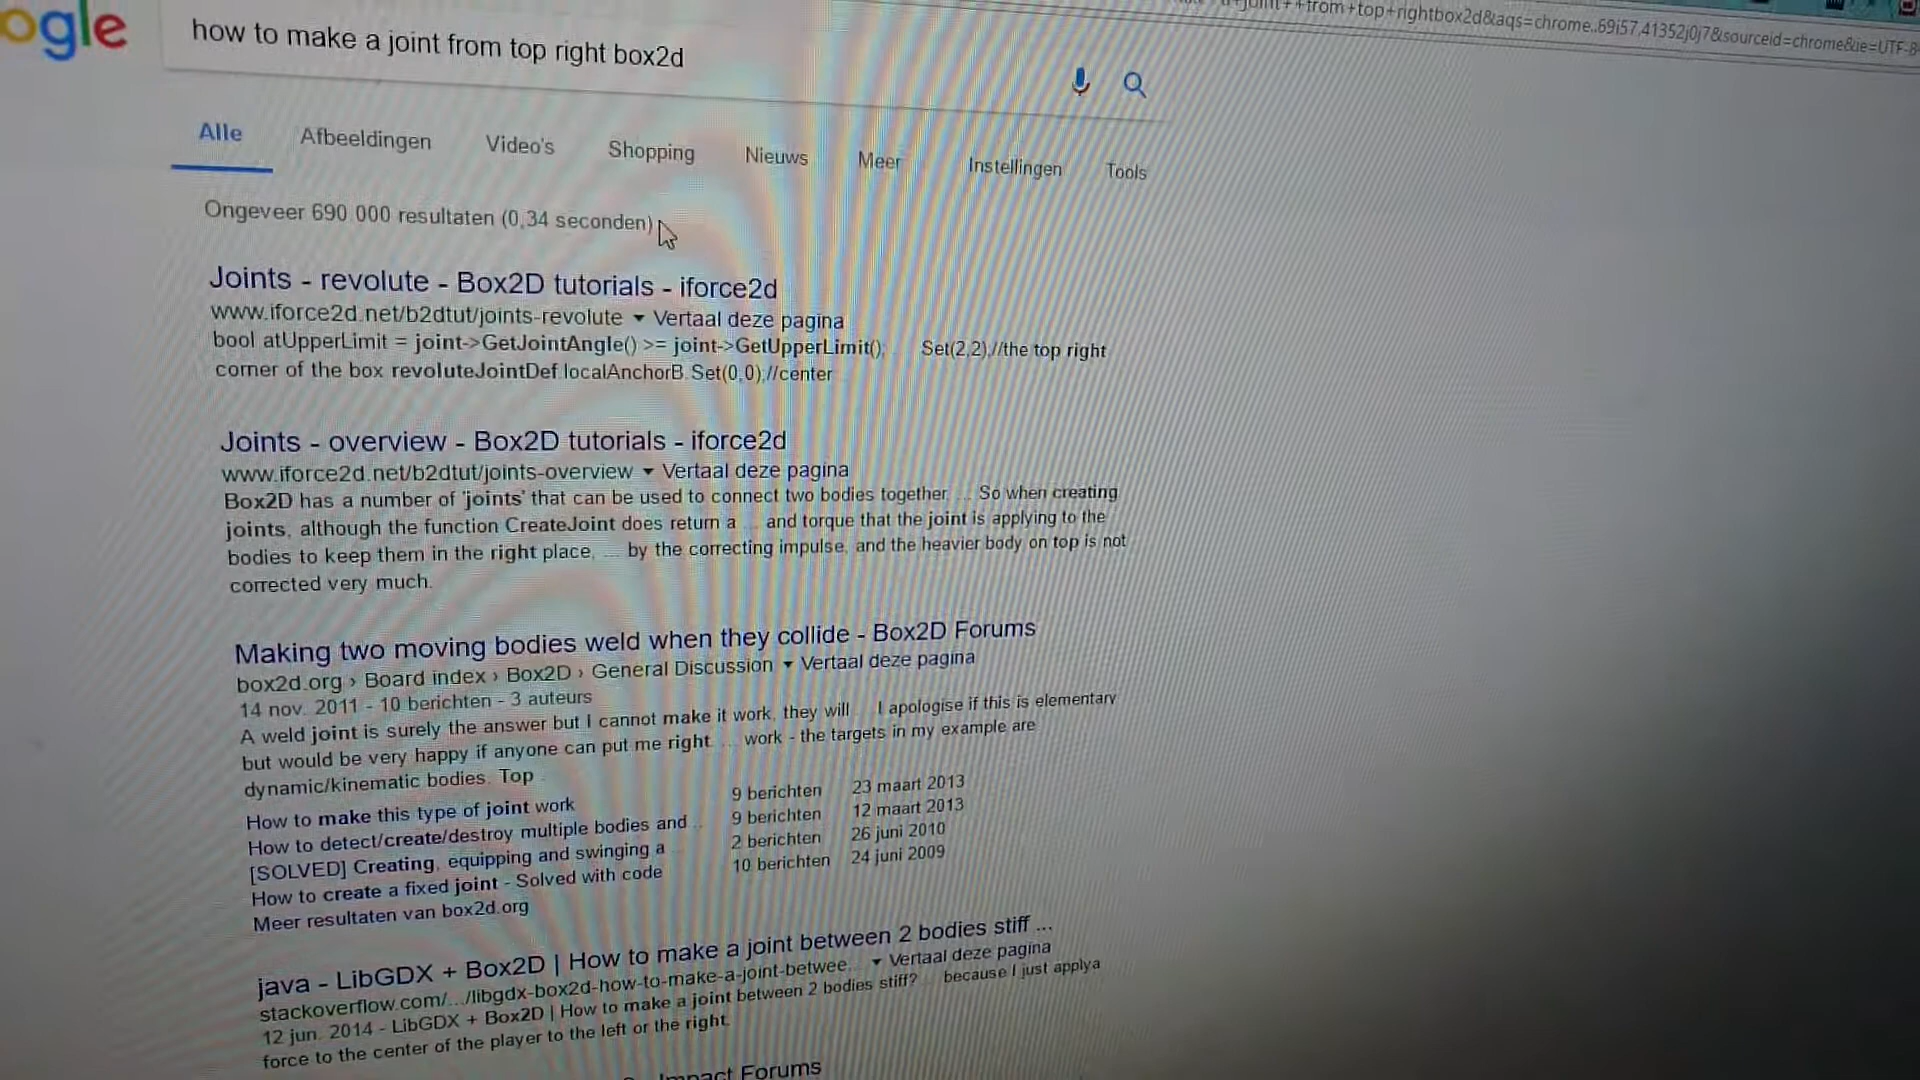 ogle
how to make a joint from top right box2d
joint++from+top+rightbox2d&aqs=chrome..69i57.41352j0j7&sourceid=chrome&ie=UTF-8
Alle Afbeeldingen Video's Shopping Nieuws Meer Instellingen Tools
Ongeveer 690.000 resultaten (0,34 seconden)
Joints - revolute - Box2D tutorials - iforce2d
www.iforce2d.net/b2dtut/joints-revolute ▾ Vertaal deze pagina
bool atUpperLimit = joint->GetJointAngle() >= joint->GetUpperLimit(); Set(2,2);//the top right
corner of the box revoluteJointDef.localAnchorB.Set(0,0);//center
Joints - overview - Box2D tutorials - iforce2d
www.iforce2d.net/b2dtut/joints-overview ▾ Vertaal deze pagina
Box2D has a number of 'joints' that can be used to connect two bodies together. ... So when creating
joints, although the function CreateJoint does return a ... and torque that the joint is applying to the
bodies to keep them in the right place, ... by the correcting impulse, and the heavier body on top is not
corrected very much.
Making two moving bodies weld when they collide - Box2D Forums
box2d.org › Board index › Box2D › General Discussion ▾ Vertaal deze pagina
14 nov. 2011 - 10 berichten - 3 auteurs
A weld joint is surely the answer but I cannot make it work, they will ... I apologise if this is elementary
but would be very happy if anyone can put me right. ... work - the targets in my example are
dynamic/kinematic bodies. Top
How to make this type of joint work 9 berichten 23 maart 2013
How to detect/create/destroy multiple bodies and ... 9 berichten 12 maart 2013
[SOLVED] Creating, equipping and swinging a 2 berichten 26 juni 2010
How to create a fixed joint - Solved with code 10 berichten 24 juni 2009
Meer resultaten van box2d.org
java - LibGDX + Box2D | How to make a joint between 2 bodies stiff ...
stackoverflow.com/.../libgdx-box2d-how-to-make-a-joint-betwee... ▾ Vertaal deze pagina
12 jun. 2014 - LibGDX + Box2D | How to make a joint between 2 bodies stiff? ... because I just applya
force to the center of the player to the left or the right.
Impact Forums